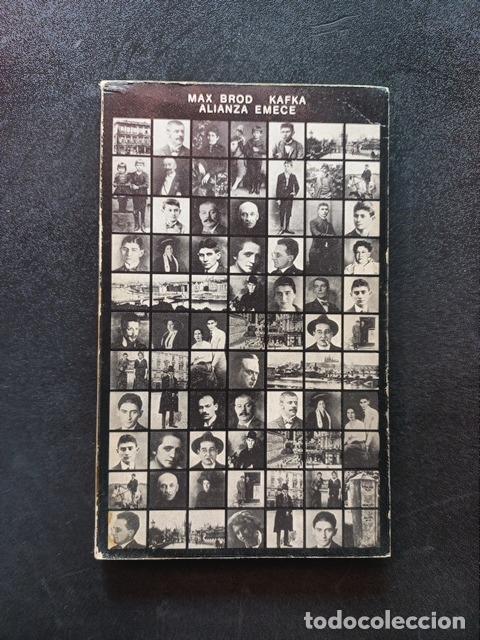 MAX BROD KAFKA
ALIANZA EMECE
todocoleccion